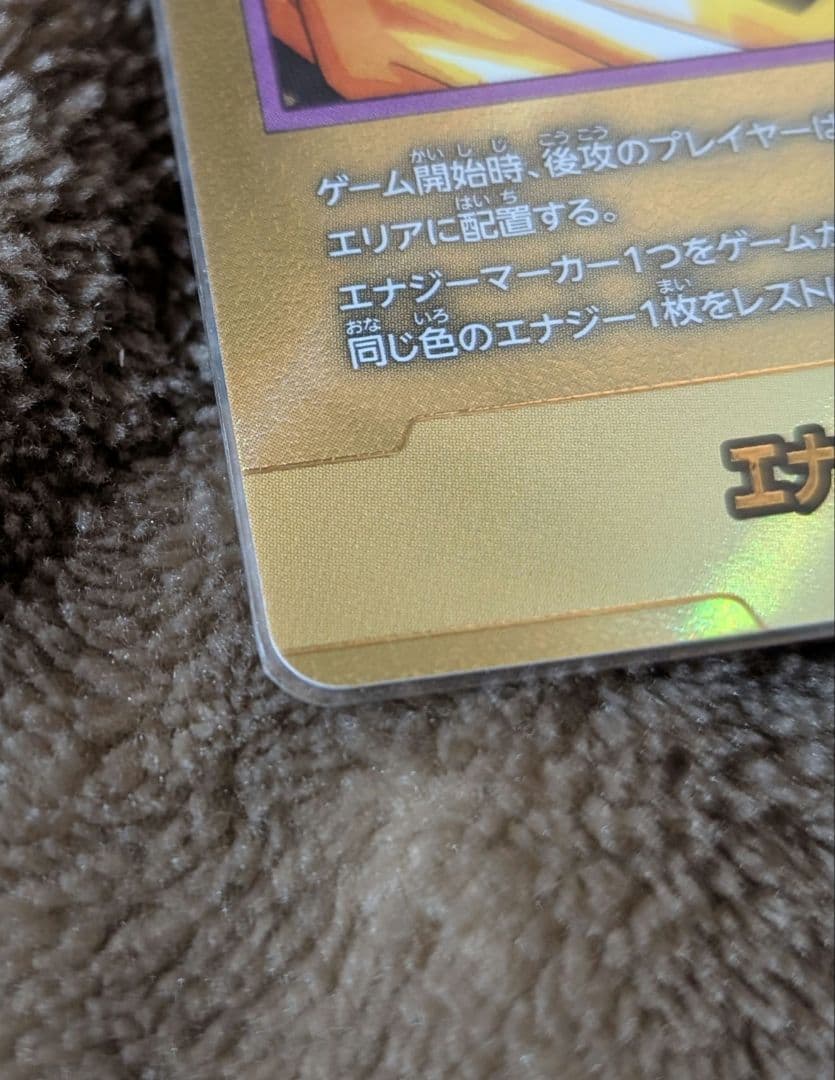 ゲーム開始時、後攻のプレイヤーは
エリアに配置する。
エナジーマーカー1つをゲームか
同じ色のエナジー1枚をレスト
エナ